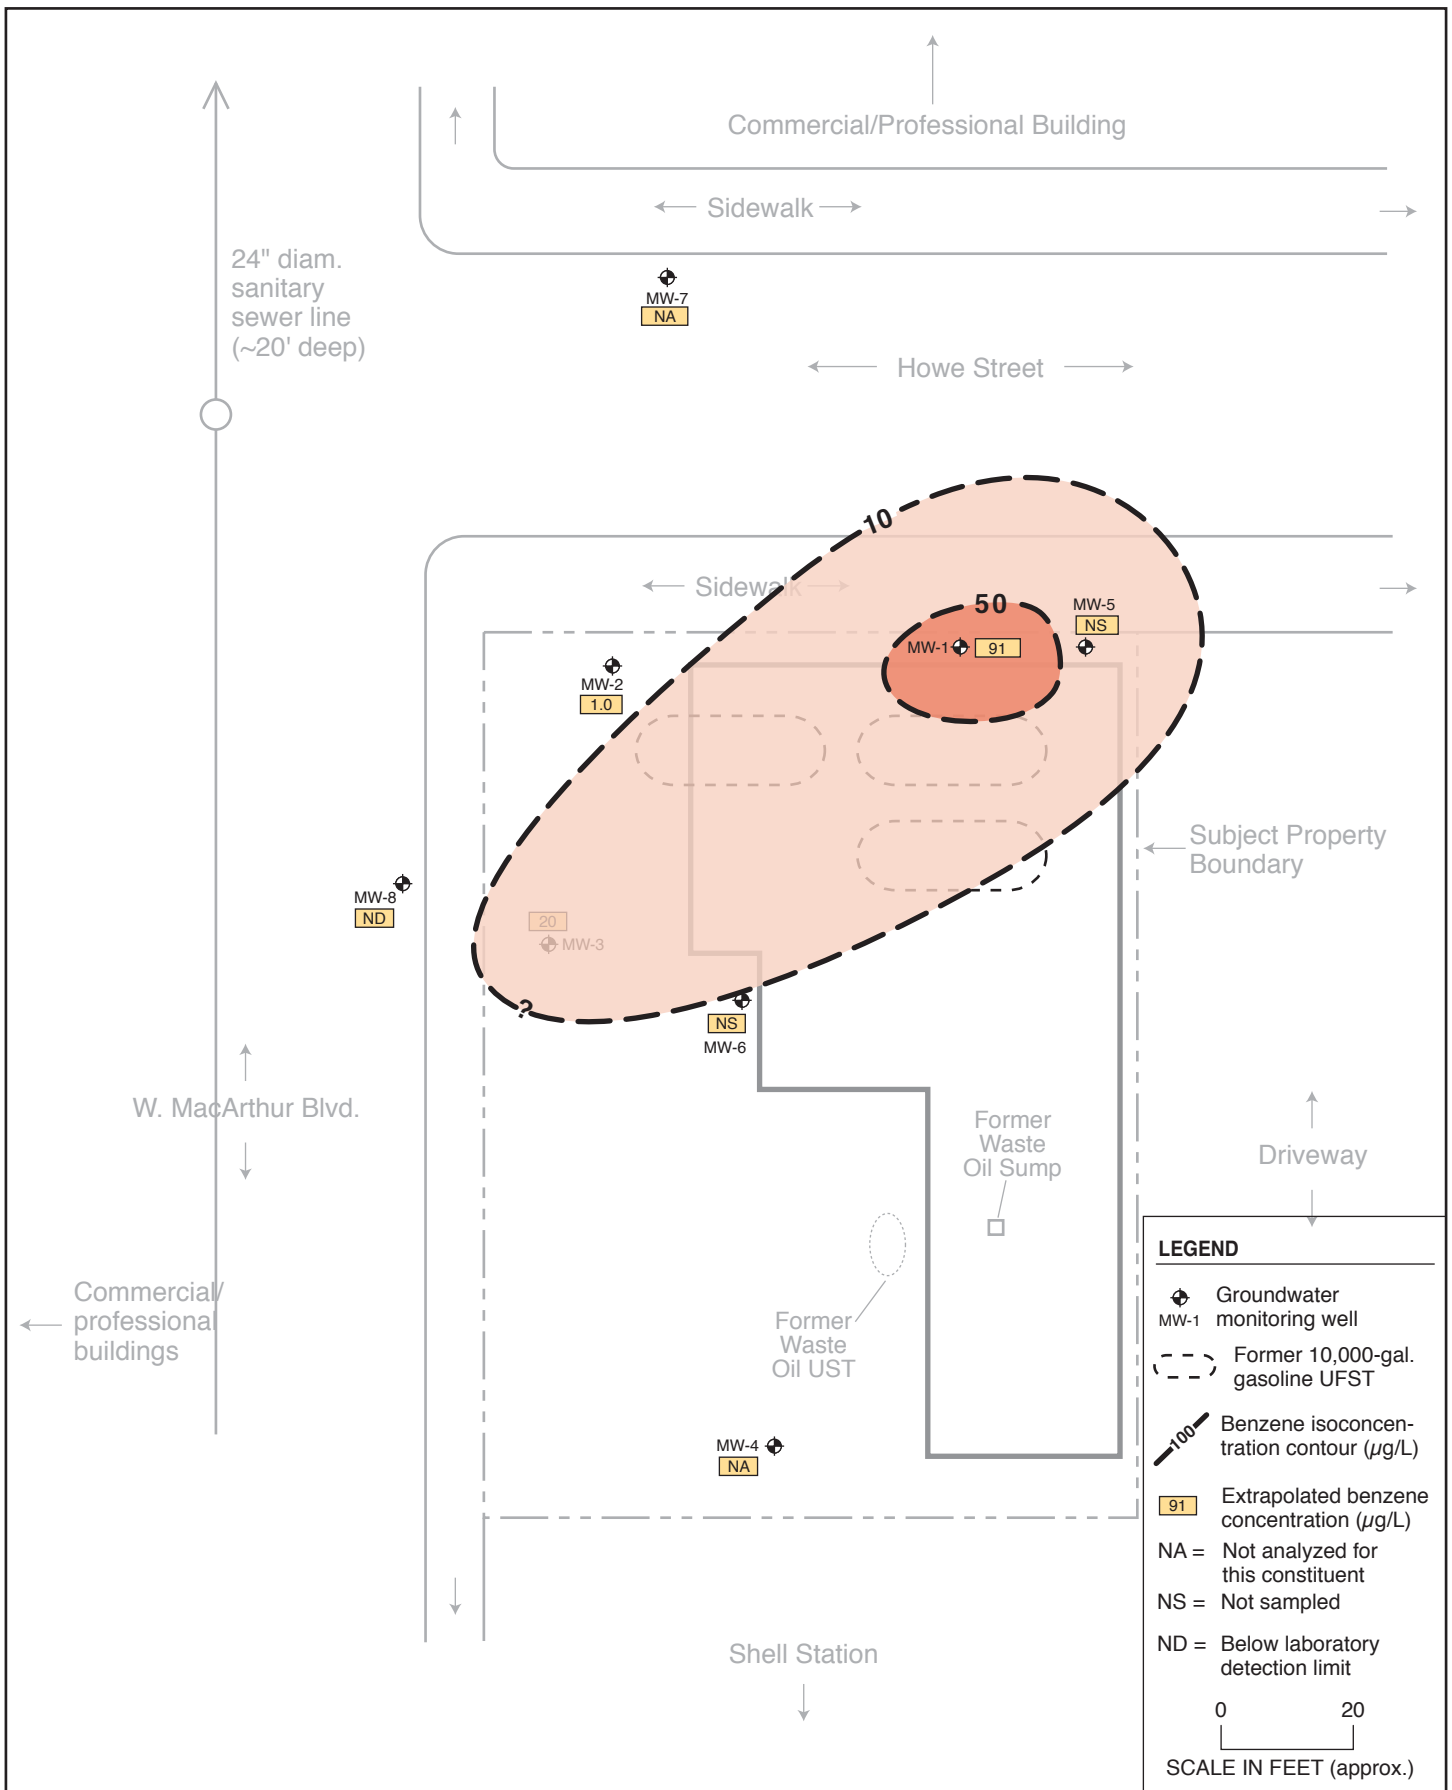 Commercial/Professional Building
Sidewalk
24" diam.
sanitary
sewer line
(~20' deep)
MW-7
NA
Howe Street
10
Sidewalk
50
MW-5
NS
MW-1
91
MW-2
1.0
Subject Property
Boundary
MW-8
ND
20
MW-3
?
NS
MW-6
W. MacArthur Blvd.
Former
Waste
Oil Sump
Driveway
Commercial/
professional
buildings
Former
Waste
Oil UST
MW-4
NA
Shell Station
LEGEND
MW-1
Groundwater
monitoring well
Former 10,000-gal.
gasoline UFST
100
Benzene isoconcen-
tration contour (µg/L)
91
Extrapolated benzene
concentration (µg/L)
NA = Not analyzed for
this constituent
NS = Not sampled
ND = Below laboratory
detection limit
0 20
SCALE IN FEET (approx.)